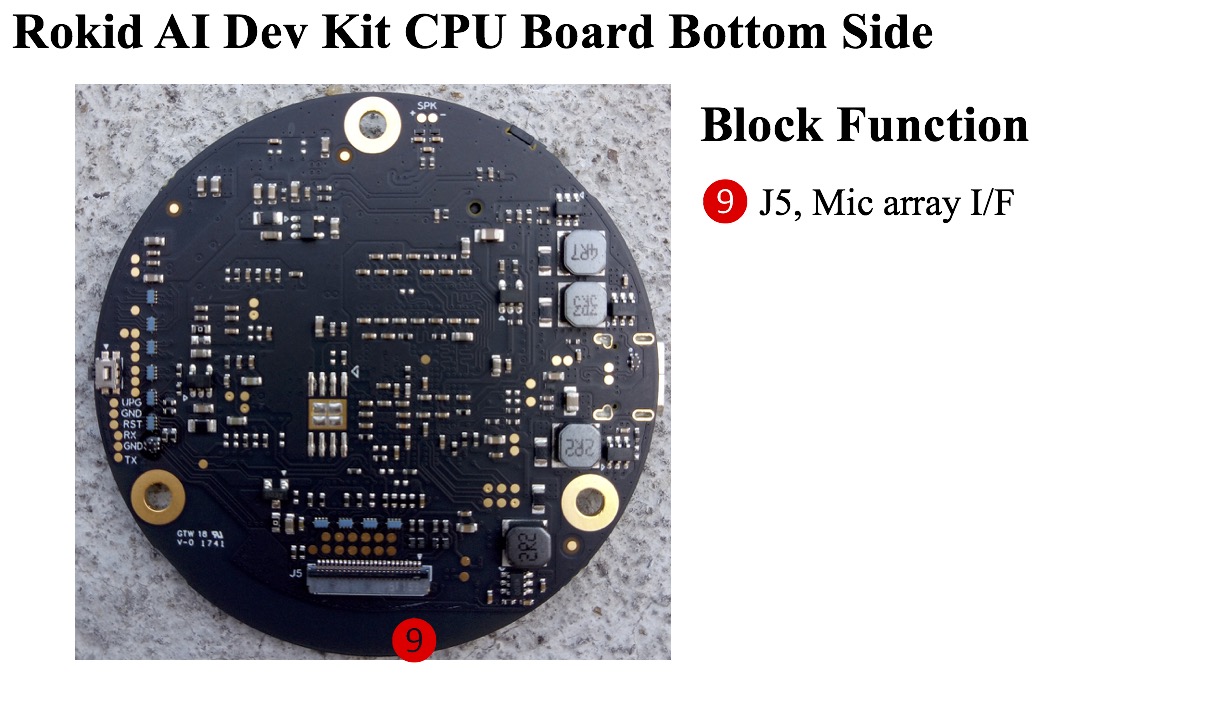 Rokid AI Dev Kit CPU Board Bottom Side
Block Function
9 J5, Mic array I/F
SPK
+ -
4R7
3R3
UPG
GND
RST
RX
GND
TX
2R2
GTW 18
V-0 1741
2R2
J5
9